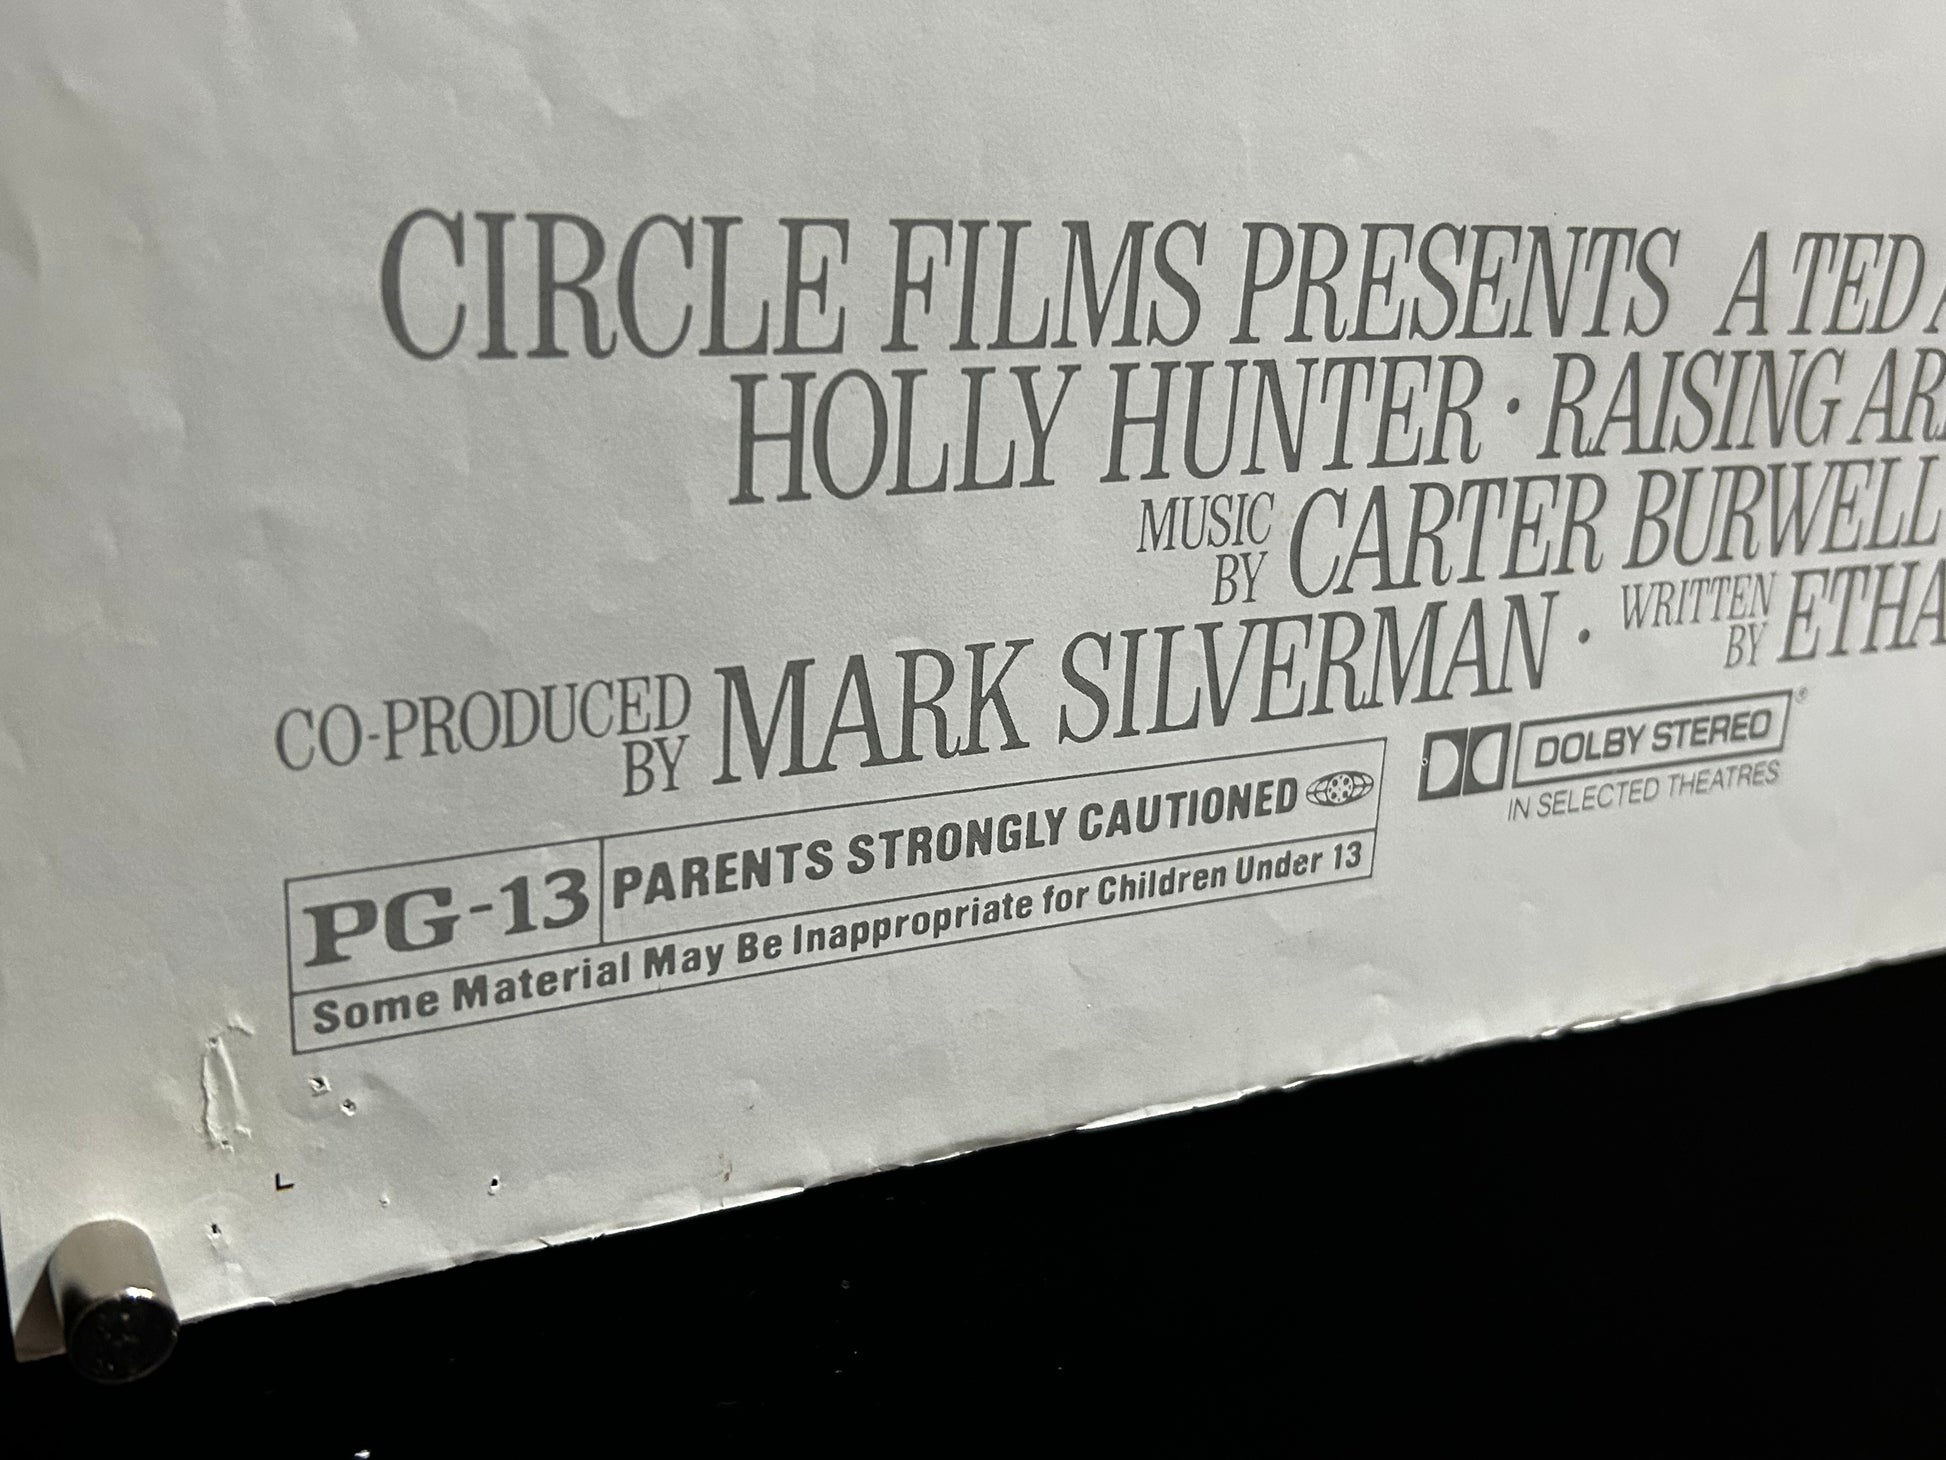 CIRCLE FILMS PRESENTS A TED
HOLLY HUNTER · RAISING
MUSIC BY CARTER BURWELL
CO-PRODUCED BY MARK SILVERMAN · WRITTEN BY
PG-13 PARENTS STRONGLY CAUTIONED
Some Material May Be Inappropriate for Children Under 13
DOLBY STEREO ®
IN SELECTED THEATRES